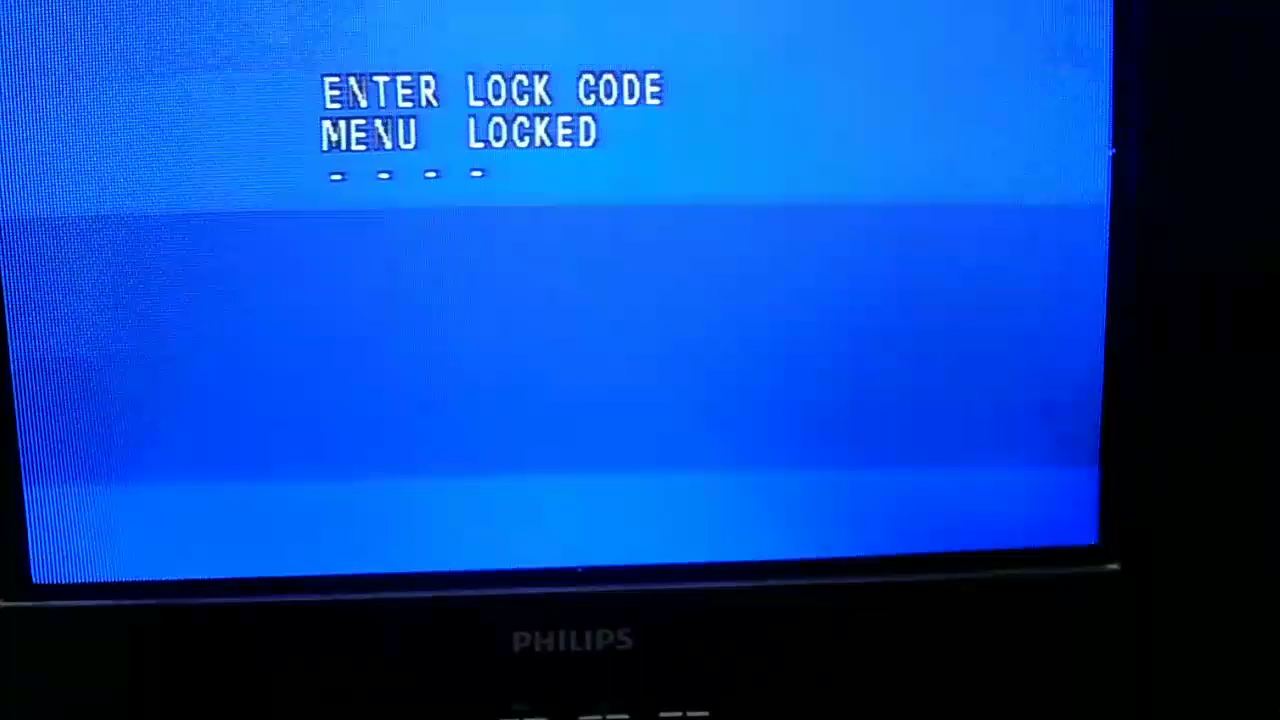 ENTER LOCK CODE
MENU LOCKED
- - - -
PHILIPS